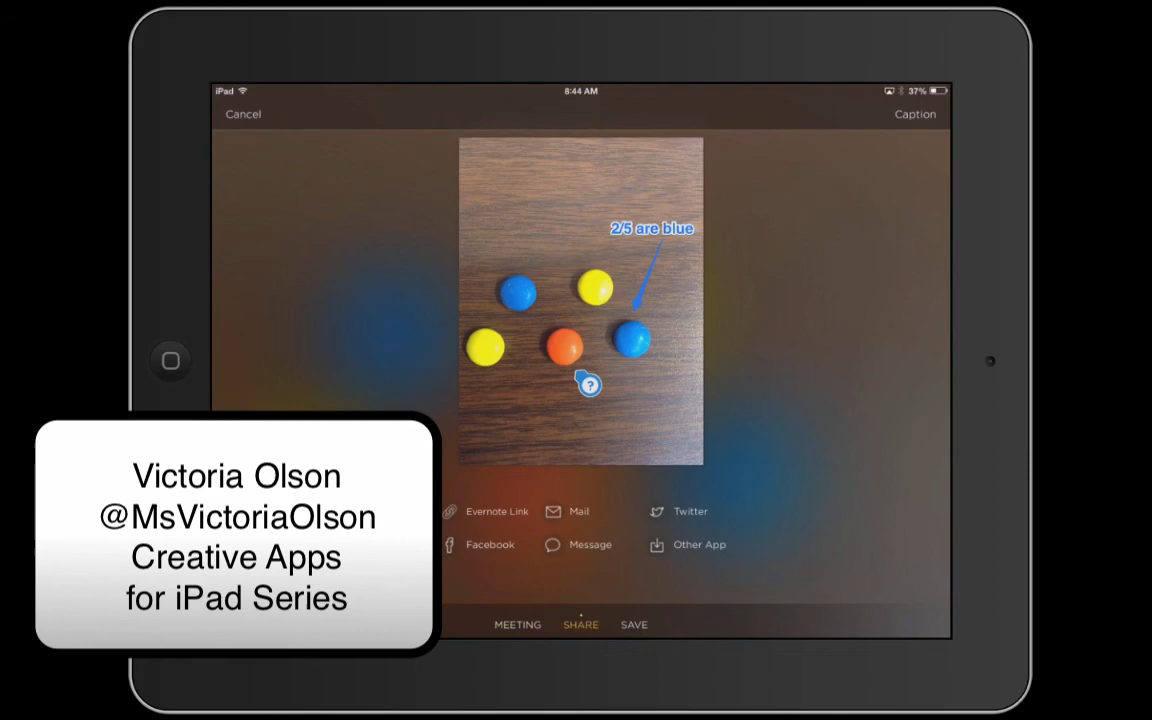 iPad
8:44 AM
37%
Cancel
Caption
2/5 are blue
?
Evernote Link
Mail
Twitter
Facebook
Message
Other App
MEETING
SHARE
SAVE
Victoria Olson
@MsVictoriaOlson
Creative Apps
for iPad Series